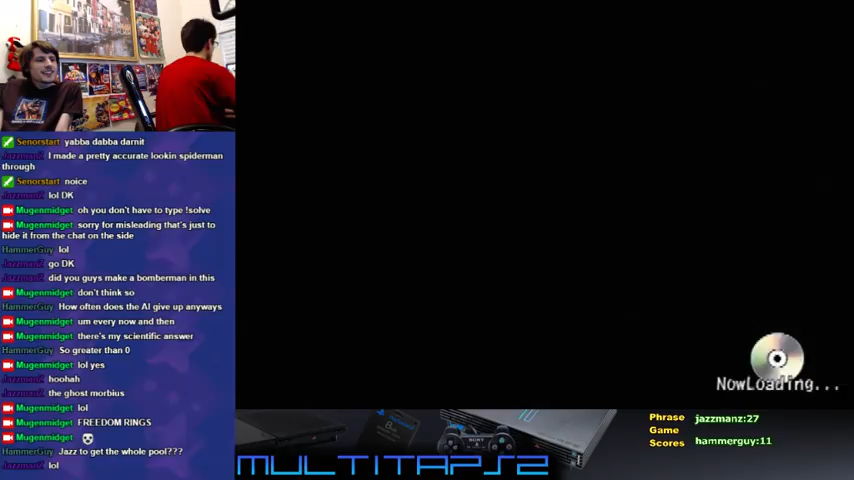 Senorstart yabba dabba darnit
Jazzmanz I made a pretty accurate lookin spiderman
through
Senorstart noice
Jazzmanz lol DK
Mugenmidget oh you don't have to type !solve
Mugenmidget sorry for misleading that's just to
hide it from the chat on the side
HammerGuy lol
Jazzmanz go DK
Jazzmanz did you guys make a bomberman in this
Mugenmidget don't think so
HammerGuy How often does the AI give up anyways
Mugenmidget um every now and then
Mugenmidget there's my scientific answer
HammerGuy So greater than 0
Mugenmidget lol yes
Jazzmanz hoohah
Jazzmanz the ghost morbius
Mugenmidget lol
Mugenmidget FREEDOM RINGS
Mugenmidget
HammerGuy Jazz to get the whole pool???
Jazzmanz lol
NowLoading...
Phrase
Game
Scores
jazzmanz:27
hammerguy:11
MULTITAPS2